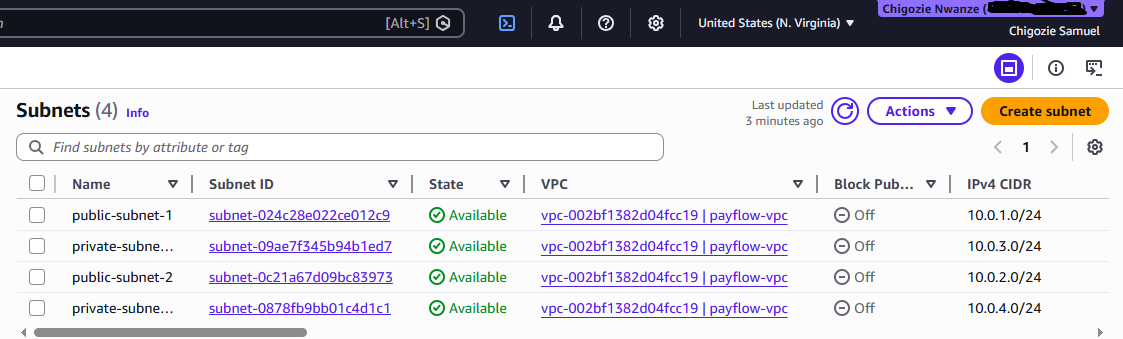 [Alt+S] United States (N. Virginia) Chigozie Nwanze (
Chigozie Samuel
Subnets (4) Info
Last updated
3 minutes ago
Actions
Create subnet
Find subnets by attribute or tag
1
Name Subnet ID State VPC Block Pub... IPv4 CIDR
public-subnet-1 subnet-024c28e022ce012c9 Available vpc-002bf1382d04fcc19 | payflow-vpc Off 10.0.1.0/24
private-subne... subnet-09ae7f345b94b1ed7 Available vpc-002bf1382d04fcc19 | payflow-vpc Off 10.0.3.0/24
public-subnet-2 subnet-0c21a67d09bc83973 Available vpc-002bf1382d04fcc19 | payflow-vpc Off 10.0.2.0/24
private-subne... subnet-0878fb9bb01c4d1c1 Available vpc-002bf1382d04fcc19 | payflow-vpc Off 10.0.4.0/24